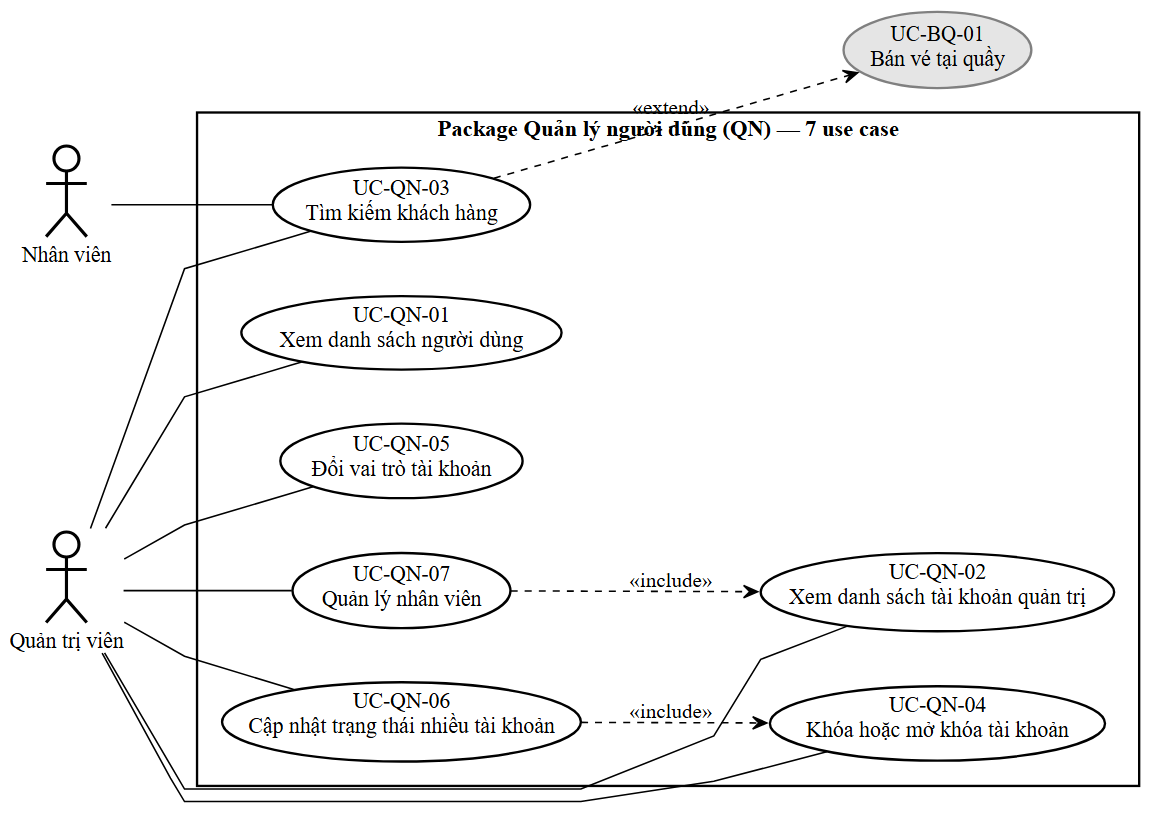 UC-BQ-01
Bán vé tại quầy
«extend»
Package Quản lý người dùng (QN) — 7 use case
UC-QN-03
Tìm kiếm khách hàng
Nhân viên
UC-QN-01
Xem danh sách người dùng
UC-QN-05
Đổi vai trò tài khoản
UC-QN-07
Quản lý nhân viên
«include»
UC-QN-02
Xem danh sách tài khoản quản trị
Quản trị viên
UC-QN-06
Cập nhật trạng thái nhiều tài khoản
«include»
UC-QN-04
Khóa hoặc mở khóa tài khoản